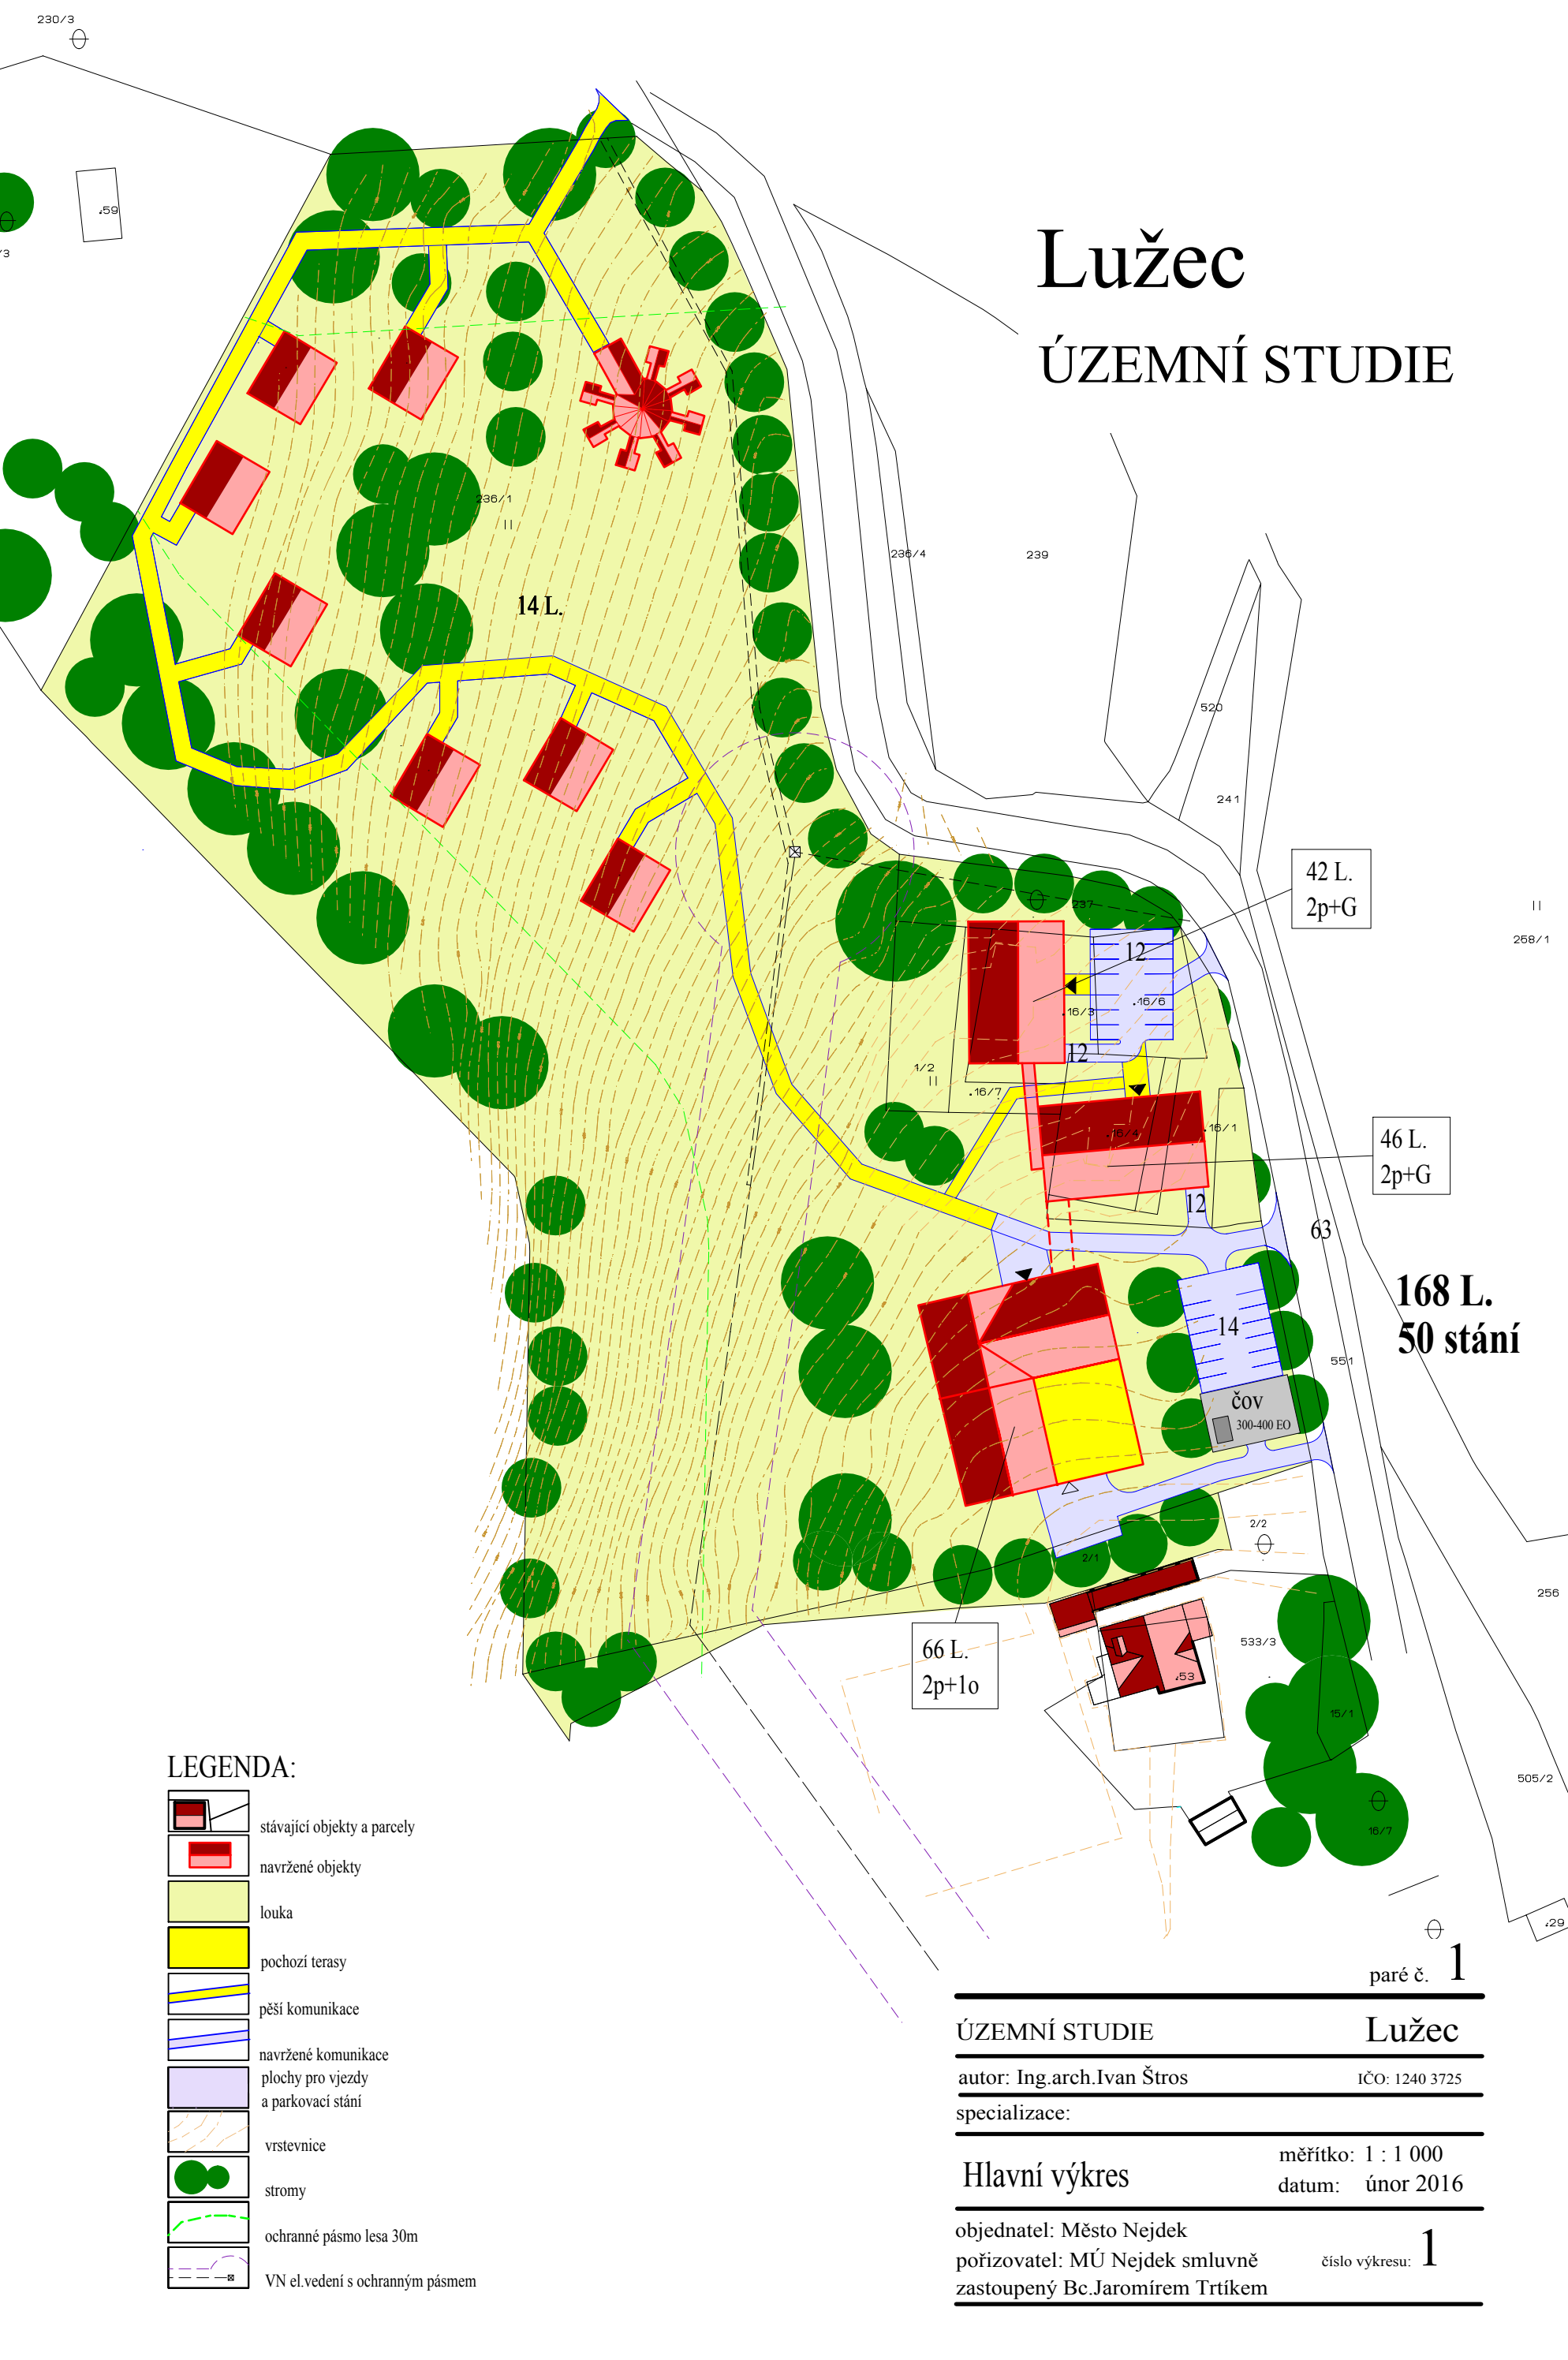 230/3
.59
/3
Lužec
ÚZEMNÍ STUDIE
236/1
14 L.
236/4
239
520
241
42 L.
2p+G
237
258/1
12
.16/6
.16/3
12
1/2
.16/7
46 L.
2p+G
.16/4
.16/1
12
63
168 L.
50 stání
14
551
čov
300-400 EO
2/2
2/1
256
66 L.
2p+1o
533/3
.53
15/1
505/2
16/7
.29
LEGENDA:
stávající objekty a parcely
navržené objekty
louka
pochozí terasy
pěší komunikace
navržené komunikace
plochy pro vjezdy
a parkovací stání
vrstevnice
stromy
ochranné pásmo lesa 30m
VN el.vedení s ochranným pásmem
paré č. 1
ÚZEMNÍ STUDIE Lužec
autor: Ing.arch.Ivan Štros IČO: 1240 3725
specializace:
Hlavní výkres
měřítko: 1 : 1 000
datum: únor 2016
objednatel: Město Nejdek
pořizovatel: MÚ Nejdek smluvně
zastoupený Bc.Jaromírem Trtíkem
číslo výkresu: 1